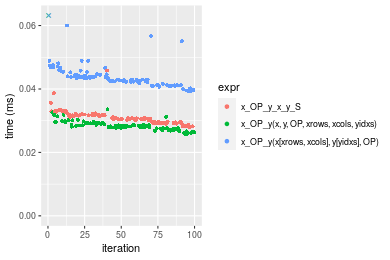 0.06
0.04
0.02
0.00
time (ms)
0
25
50
75
100
iteration
expr
x_OP_y_x_y_S
x_OP_y(x, y, OP, xrows, xcols, yidxs)
x_OP_y(x[xrows, xcols], y[yidxs], OP)